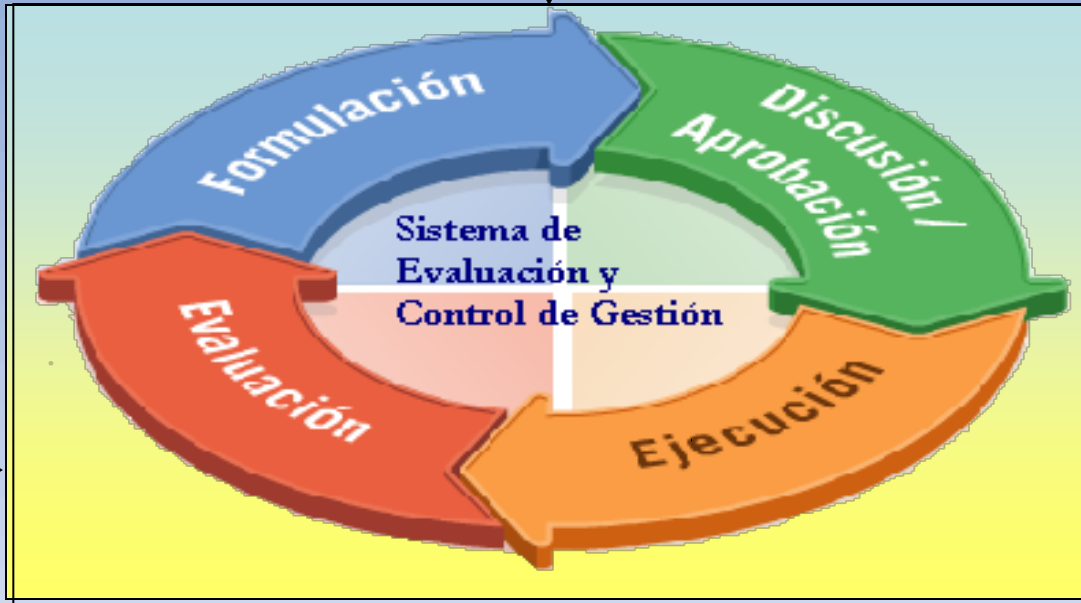 Formulación
Discusión /
Aprobación
Sistema de
Evaluación y
Control de Gestión
Evaluación
Ejecución